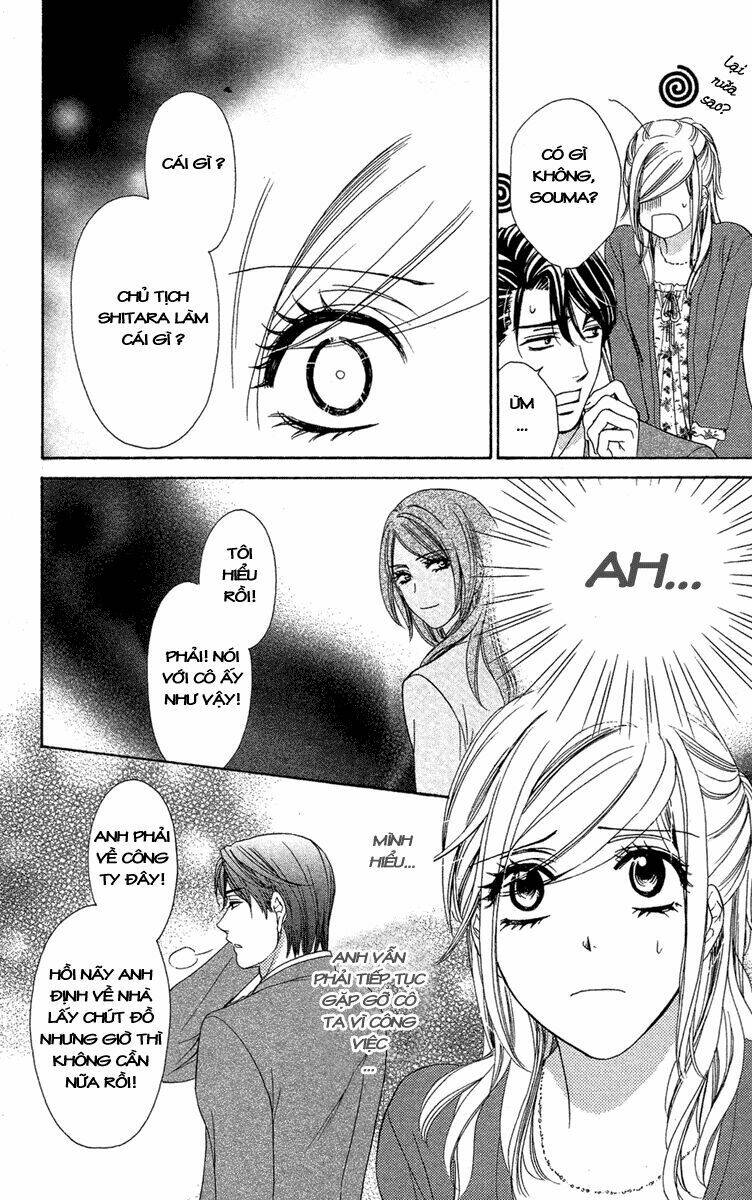 CÁI GÌ?
CHỦ TỊCH
SHITARA LÀM
CÁI GÌ?
lại
nữa
sao?
CÓ GÌ
KHÔNG,
SOUMA?
ỪM
...
TÔI
HIỂU
RỒI!
PHẢI! NÓI
VỚI CÔ ẤY
NHƯ VẬY!
AH...
ANH PHẢI
VỀ CÔNG
TY ĐÂY!
HỒI NÃY ANH
ĐỊNH VỀ NHÀ
LẤY CHÚT ĐỒ
NHƯNG GIỜ THÌ
KHÔNG CẦN
NỮA RỒI!
MÌNH
HIỂU...
ANH VẪN
PHẢI TIẾP TỤC
GẶP GỠ CÔ
TA VÌ CÔNG
VIỆC
...